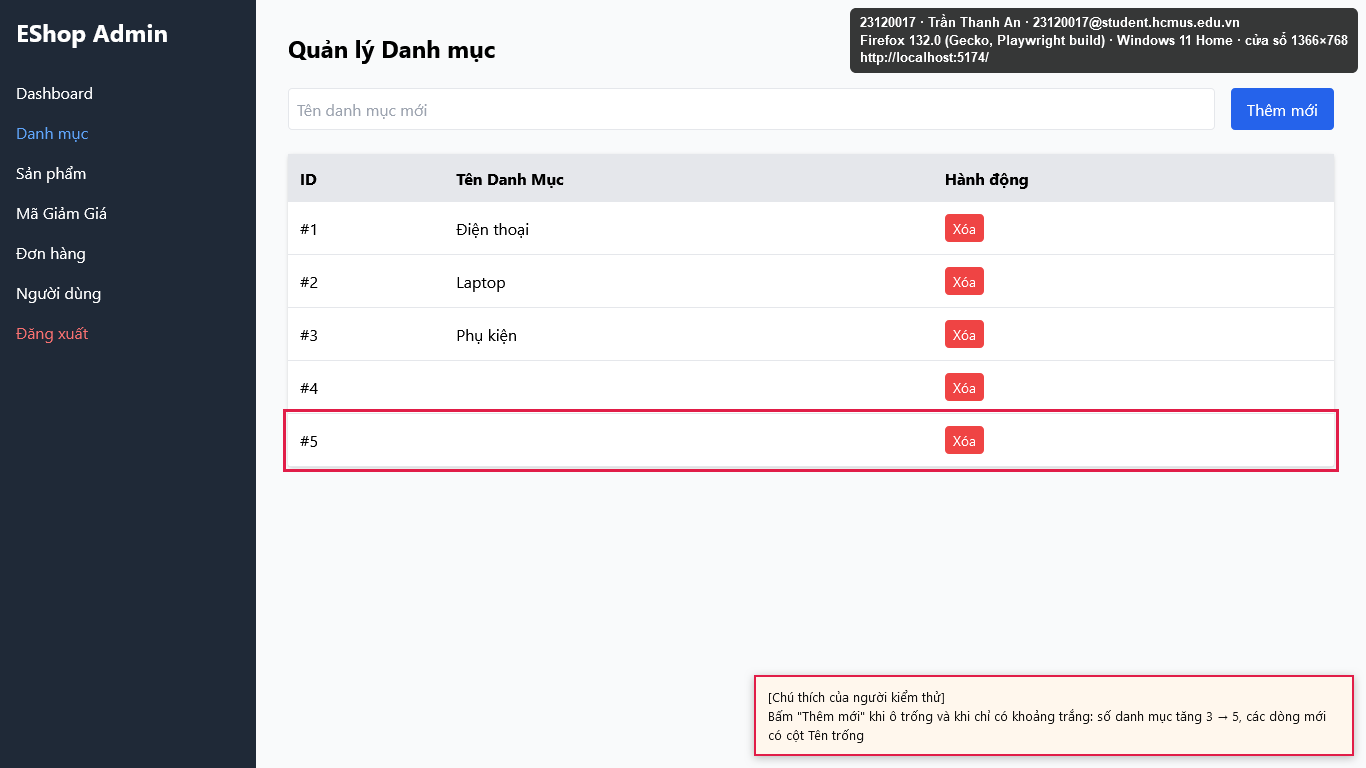 EShop Admin
Dashboard
Danh mục
Sản phẩm
Mã Giảm Giá
Đơn hàng
Người dùng
Đăng xuất
23120017 · Trần Thanh An · 23120017@student.hcmus.edu.vn
Firefox 132.0 (Gecko, Playwright build) · Windows 11 Home · cửa sổ 1366×768
http://localhost:5174/
Quản lý Danh mục
Tên danh mục mới
Thêm mới
ID Tên Danh Mục Hành động
#1 Điện thoại Xóa
#2 Laptop Xóa
#3 Phụ kiện Xóa
#4 Xóa
#5 Xóa
[Chú thích của người kiểm thử]
Bấm "Thêm mới" khi ô trống và khi chỉ có khoảng trắng: số danh mục tăng 3 → 5, các dòng mới
có cột Tên trống